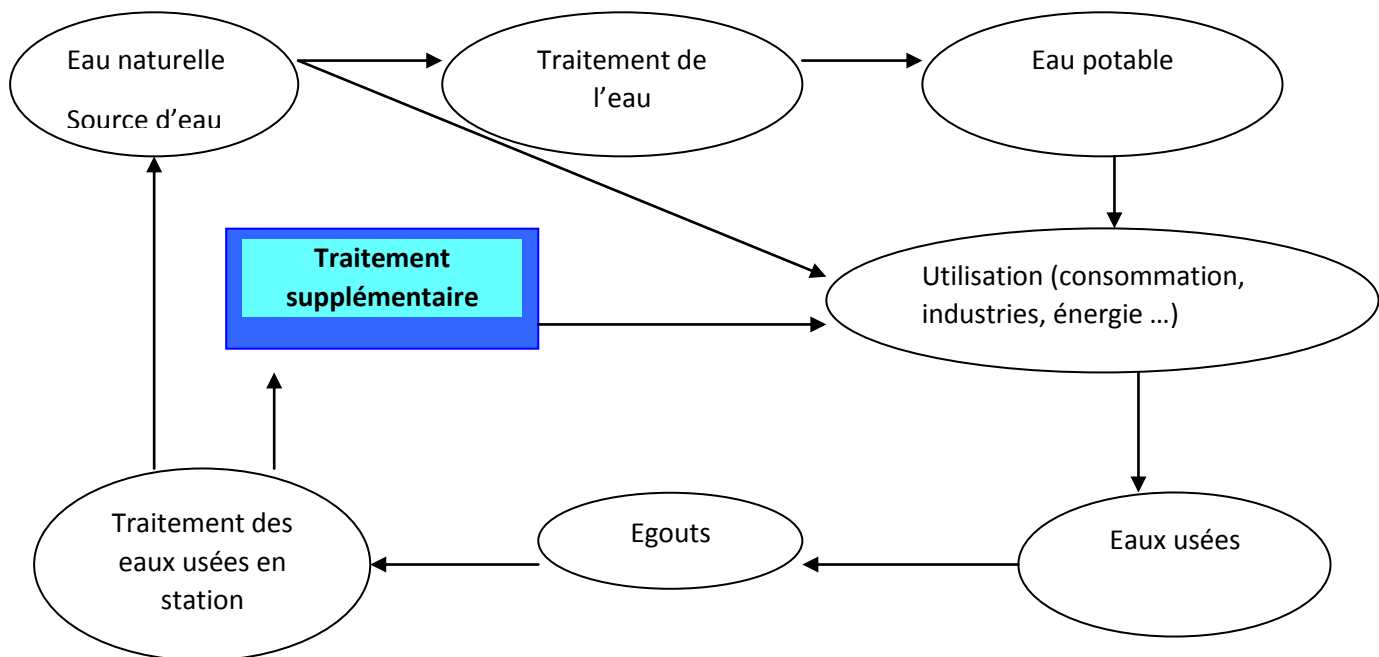 Eau naturelle
Source d'eau
Traitement de
l'eau
Eau potable
Traitement
supplémentaire
Utilisation (consommation,
industries, énergie ...)
Traitement des
eaux usées en
station
Egouts
Eaux usées